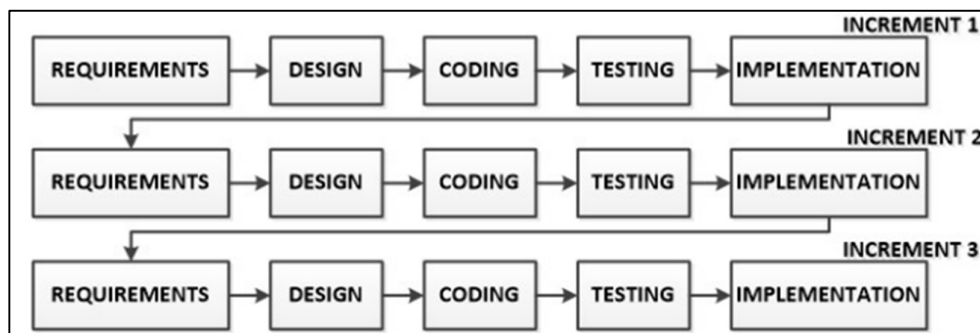 INCREMENT 1
REQUIREMENTS DESIGN CODING TESTING IMPLEMENTATION
INCREMENT 2
REQUIREMENTS DESIGN CODING TESTING IMPLEMENTATION
INCREMENT 3
REQUIREMENTS DESIGN CODING TESTING IMPLEMENTATION